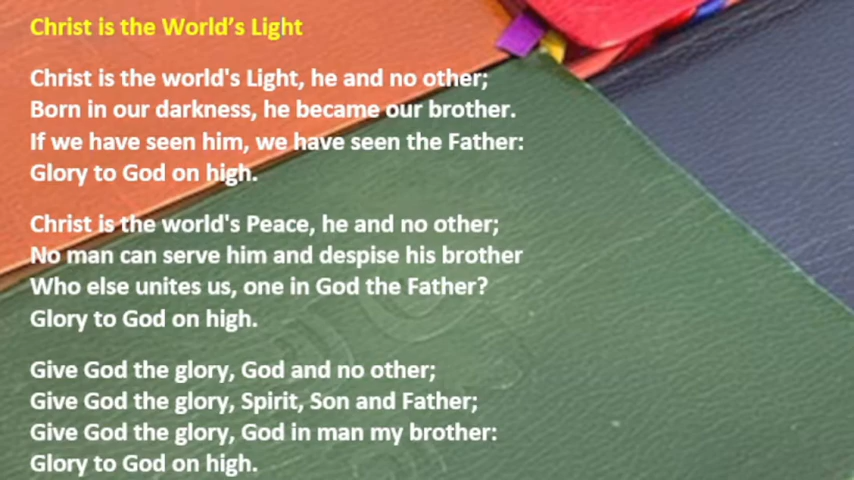 Christ is the World’s Light
Christ is the world's Light, he and no other;
Born in our darkness, he became our brother.
If we have seen him, we have seen the Father:
Glory to God on high.
Christ is the world's Peace, he and no other;
No man can serve him and despise his brother
Who else unites us, one in God the Father?
Glory to God on high.
Give God the glory, God and no other;
Give God the glory, Spirit, Son and Father;
Give God the glory, God in man my brother:
Glory to God on high.